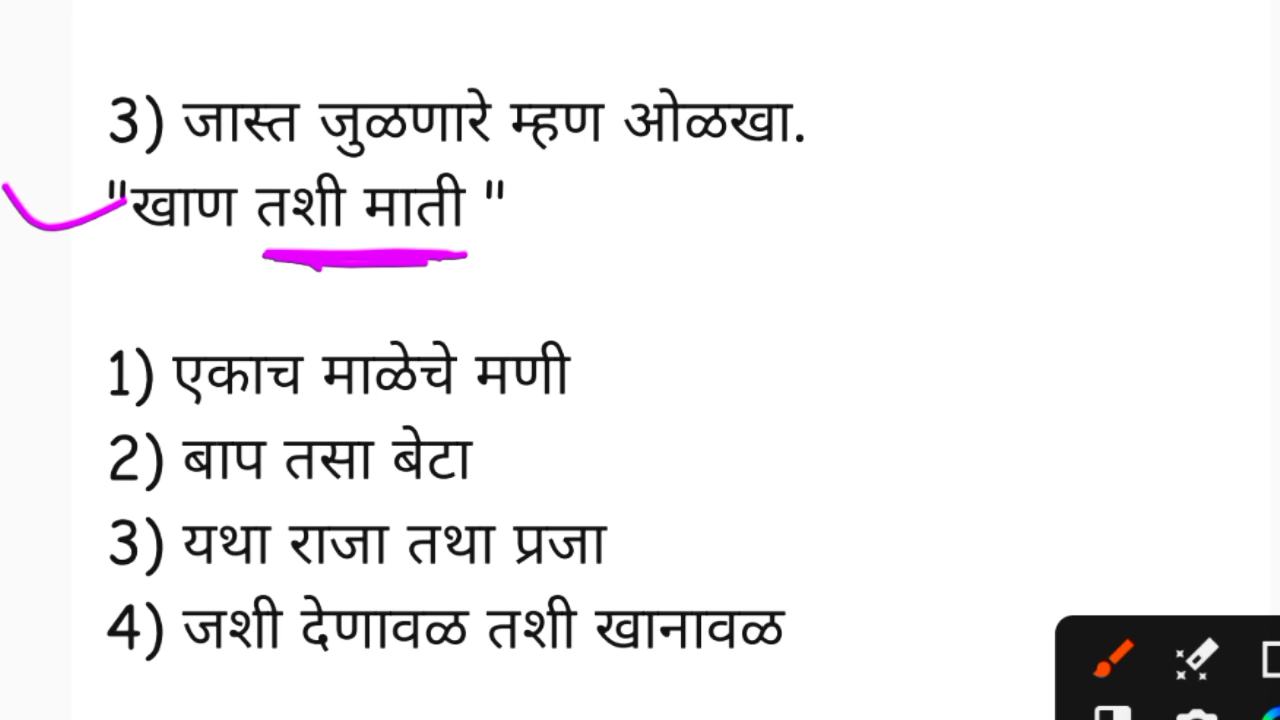 3) जास्त जुळणारे म्हण ओळखा.
"खाण तशी माती "
1) एकाच माळेचे मणी
2) बाप तसा बेटा
3) यथा राजा तथा प्रजा
4) जशी देणावळ तशी खानावळ